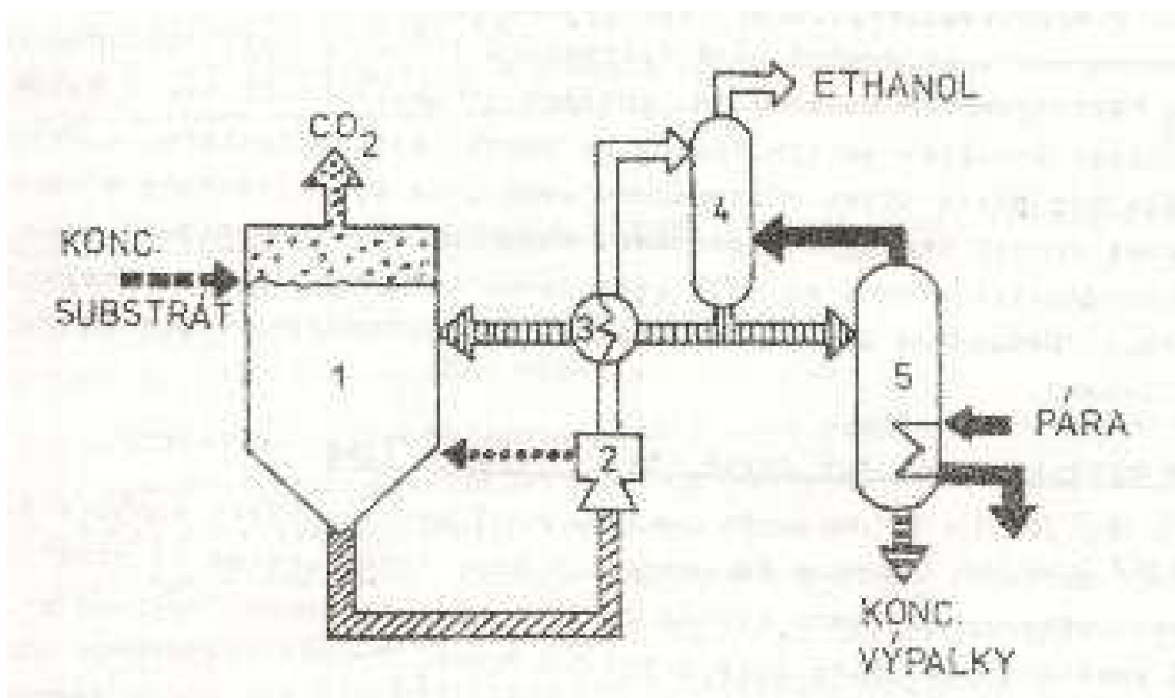 ETHANOL
CO2
KONC.
SUBSTRÁT
1
2
3
4
5
PÁRA
KONC.
VÝPALKY